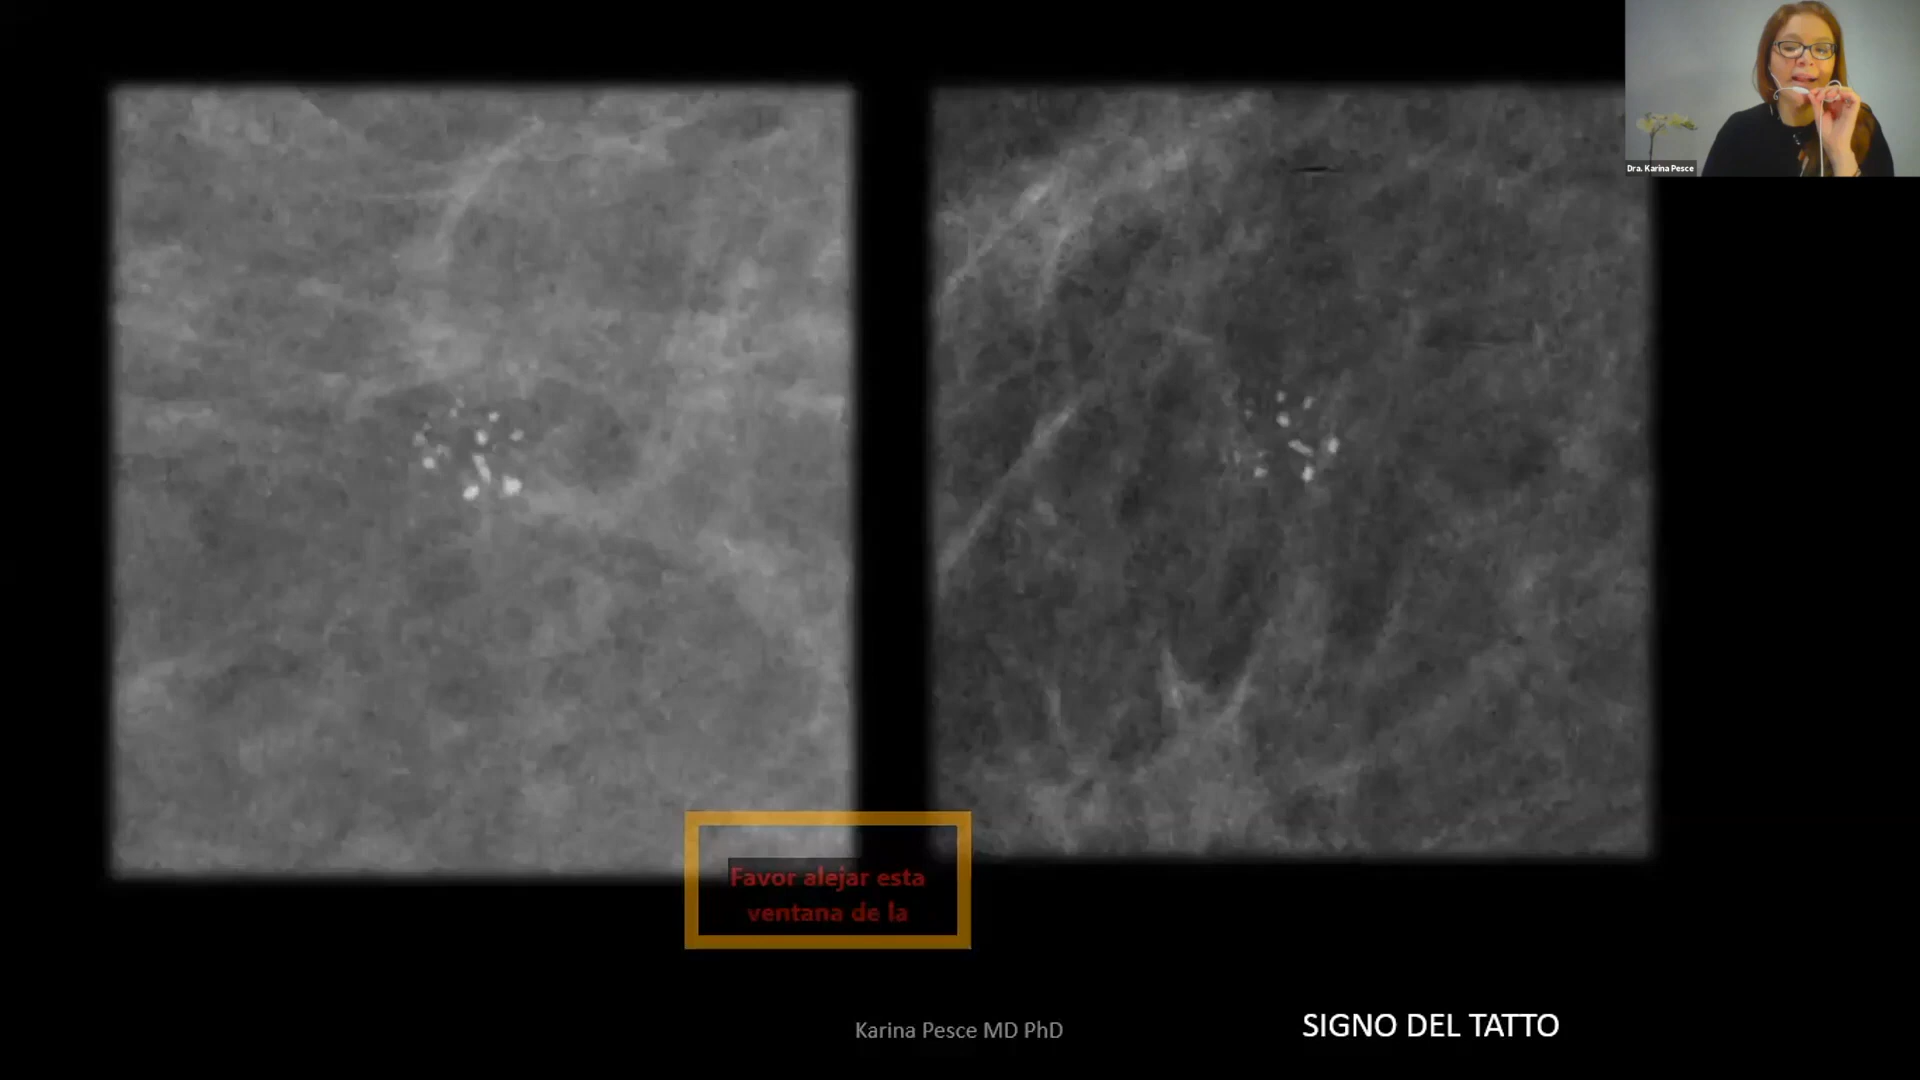 Dra. Karina Pesce
Favor alejar esta
ventana de la
Karina Pesce MD PhD
SIGNO DEL TATTO